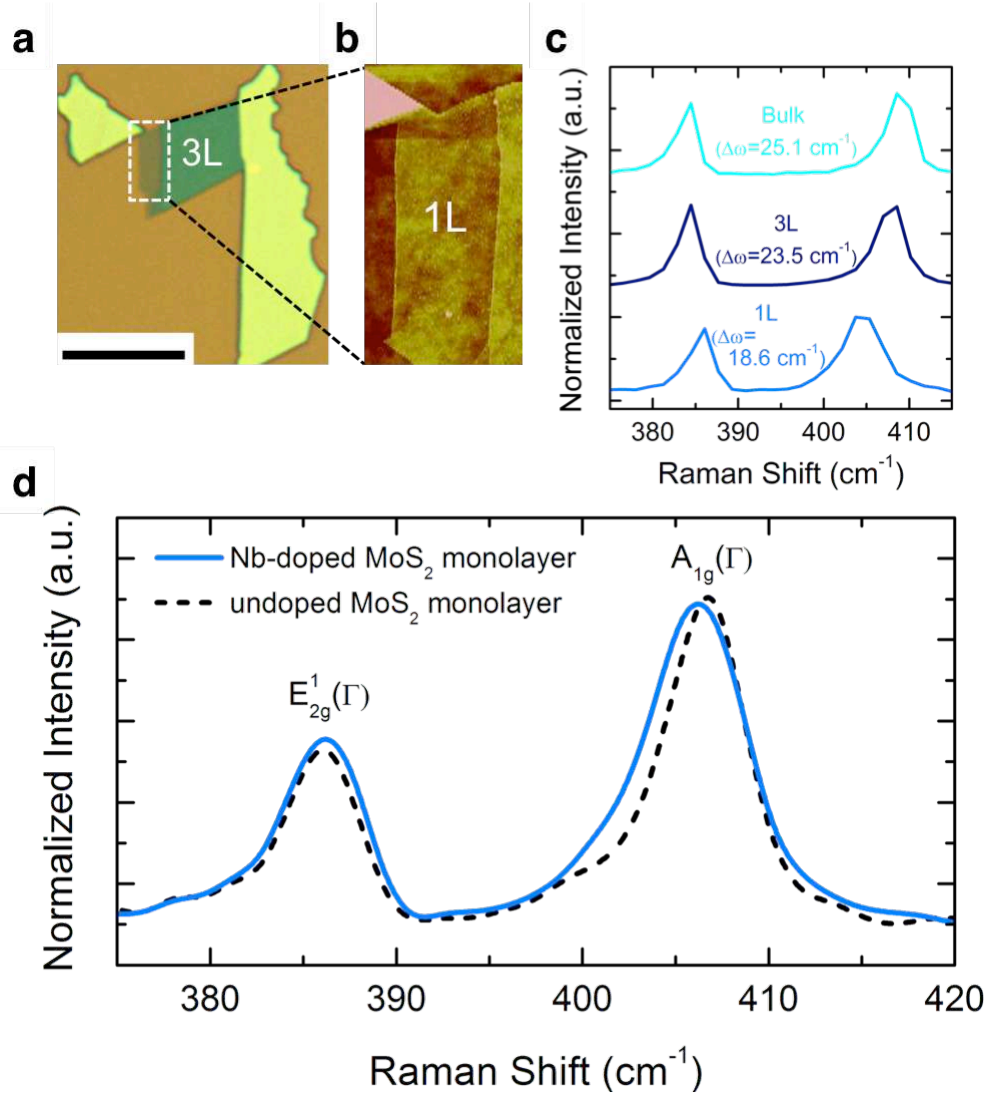 a
b
c
3L
1L
Normalized Intensity (a.u.)
Bulk
(Δω=25.1 cm⁻¹)
3L
(Δω=23.5 cm⁻¹)
1L
(Δω=
18.6 cm⁻¹)
380 390 400 410
Raman Shift (cm⁻¹)
d
Normalized Intensity (a.u.)
Nb-doped MoS₂ monolayer
undoped MoS₂ monolayer
E¹₂g(Γ)
A₁g(Γ)
380 390 400 410 420
Raman Shift (cm⁻¹)